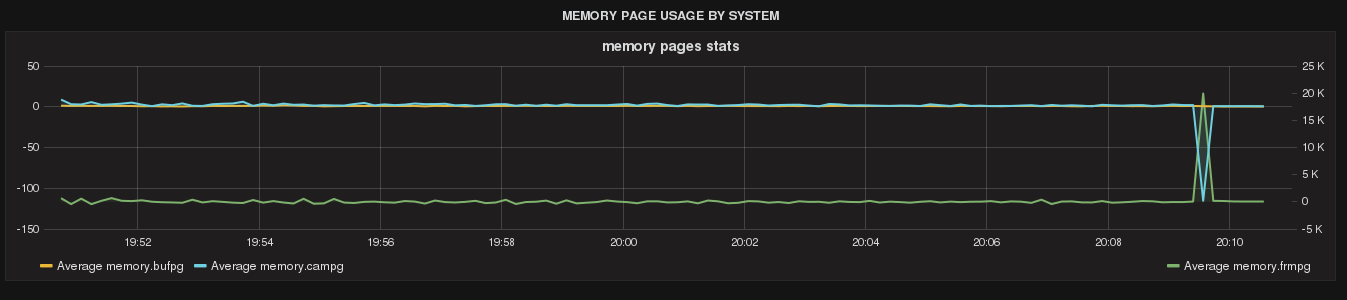 MEMORY PAGE USAGE BY SYSTEM
memory pages stats
50 25 K
0 20 K
-50 15 K
-100 10 K
-150 5 K
0
-5 K
19:52 19:54 19:56 19:58 20:00 20:02 20:04 20:06 20:08 20:10
Average memory.bufpg Average memory.campg Average memory.frmpg